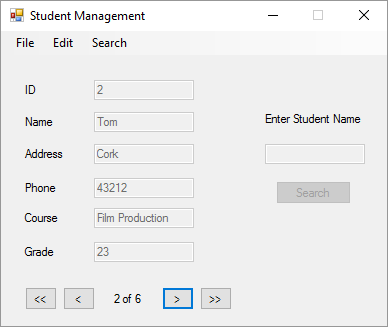 Student Management
File Edit Search
ID 2
Name Tom
Enter Student Name
Address Cork
Phone 43212
Search
Course Film Production
Grade 23
<< < 2 of 6 > >>